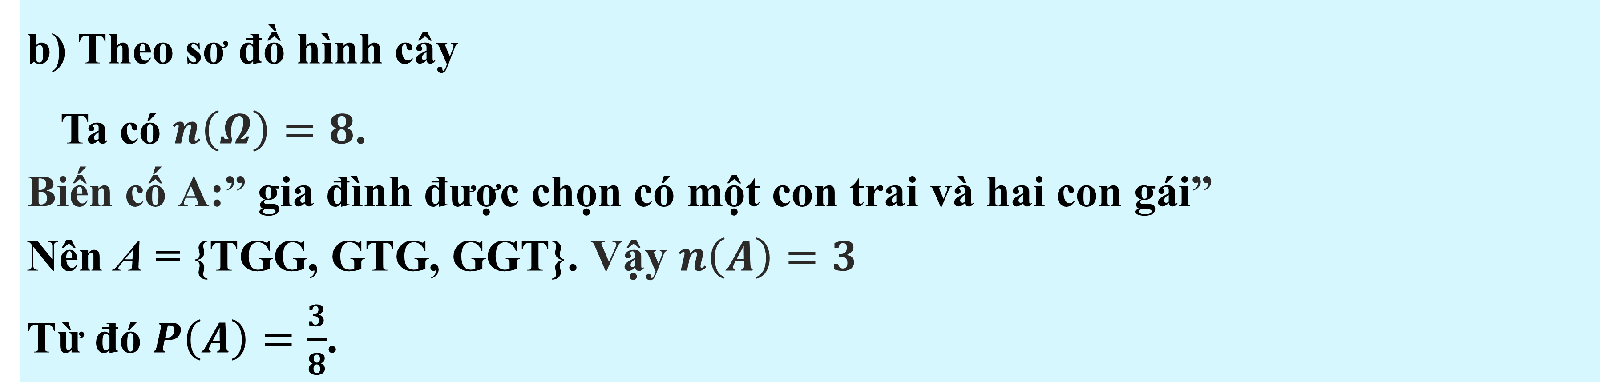 b) Theo sơ đồ hình cây
Ta có n(Ω) = 8.
Biến cố A:” gia đình được chọn có một con trai và hai con gái”
Nên A = {TGG, GTG, GGT}. Vậy n(A) = 3
Từ đó P(A) = 3/8.